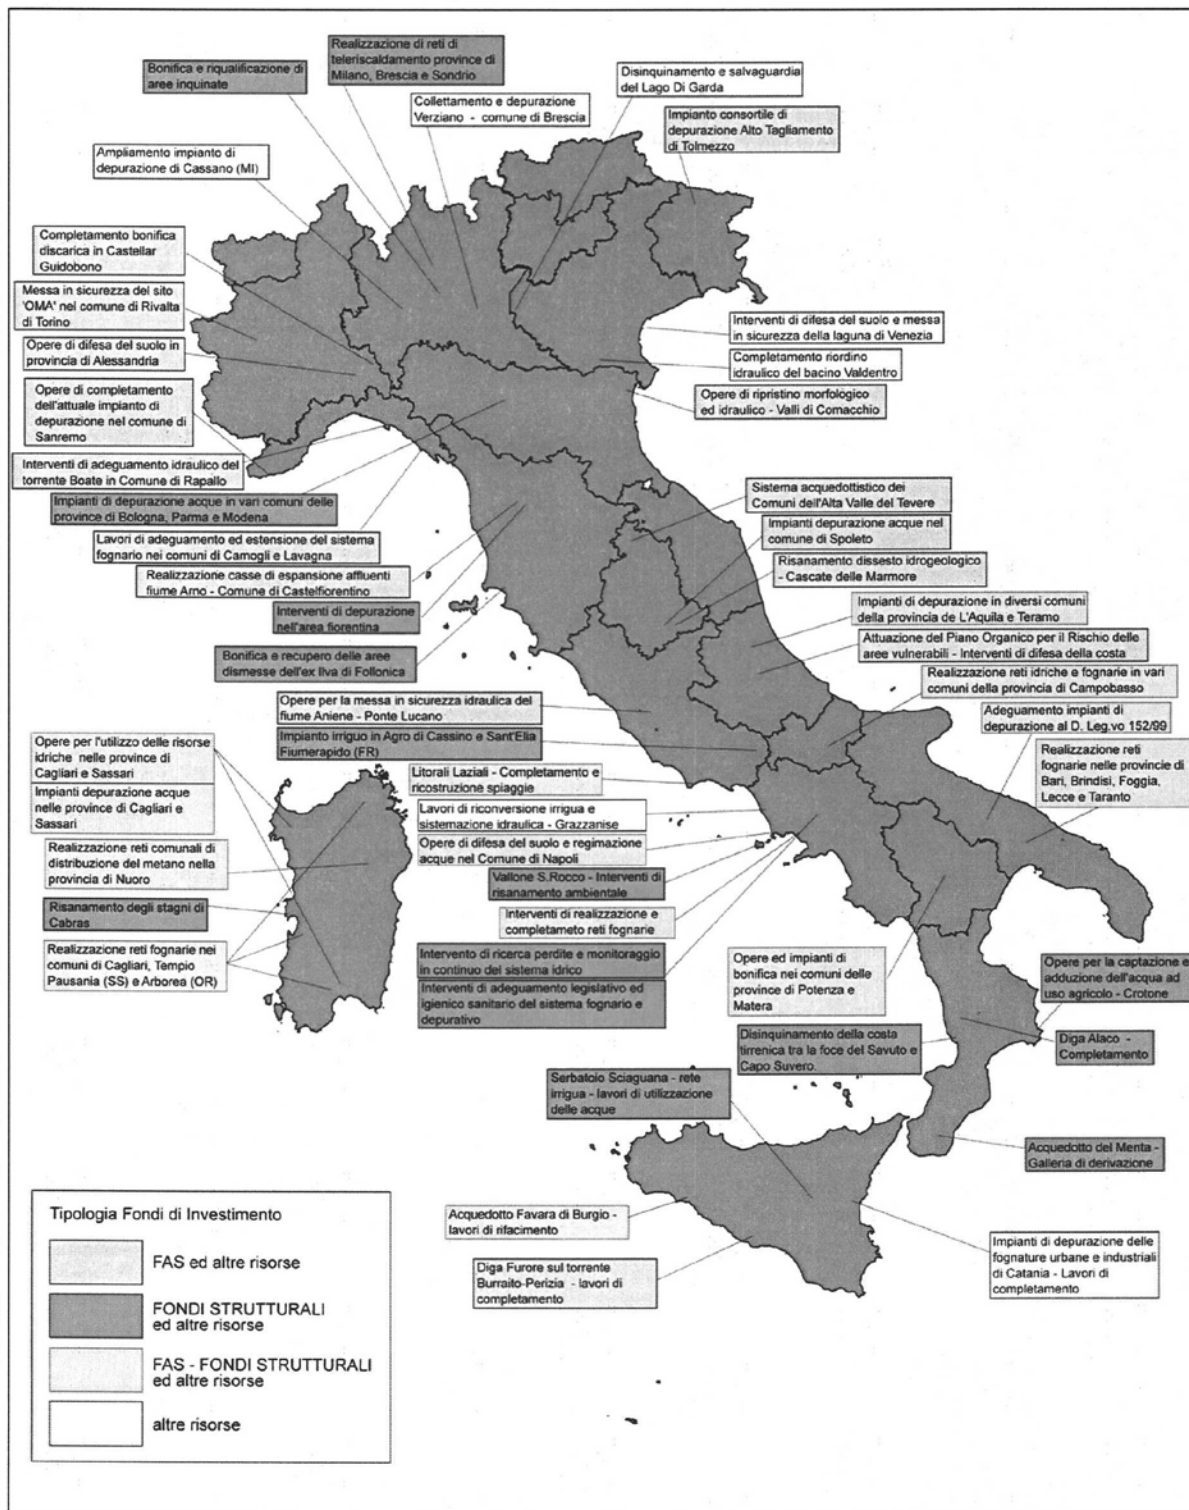 Realizzazione di reti di
teleriscaldamento province di
Milano, Brescia e Sondrio
Bonifica e riqualificazione di
aree inquinate
Disinquinamento e salvaguardia
del Lago Di Garda
Collettamento e depurazione
Verziano - comune di Brescia
Impianto consortile di
depurazione Alto Tagliamento
di Tolmezzo
Ampliamento impianto di
depurazione di Cassano (MI)
Completamento bonifica
discarica in Castellar
Guidobono
Messa in sicurezza del sito
'OMA' nel comune di Rivalta
di Torino
Opere di difesa del suolo in
provincia di Alessandria
Opere di completamento
dell'attuale impianto di
depurazione nel comune di
Sanremo
Interventi di adeguamento idraulico del
torrente Boate in Comune di Rapallo
Impianti di depurazione acque in vari comuni delle
province di Bologna, Parma e Modena
Lavori di adeguamento ed estensione del sistema
fognario nei comuni di Camogli e Lavagna
Realizzazione casse di espansione affluenti
fiume Arno - Comune di Castelfiorentino
Interventi di depurazione
nell'area fiorentina
Bonifica e recupero delle aree
dismesse dell'ex Ilva di Follonica
Interventi di difesa del suolo e messa
in sicurezza della laguna di Venezia
Completamento riordino
idraulico del bacino Valdentro
Opere di ripristino morfologico
ed idraulico - Valli di Comacchio
Sistema acquedottistico dei
Comuni dell'Alta Valle del Tevere
Impianti depurazione acque nel
comune di Spoleto
Risanamento dissesto idrogeologico
- Cascate delle Marmore
Impianti di depurazione in diversi comuni
della provincia de L'Aquila e Teramo
Attuazione del Piano Organico per il Rischio delle
aree vulnerabili - Interventi di difesa della costa
Realizzazione reti idriche e fognarie in vari
comuni della provincia di Campobasso
Adeguamento impianti di
depurazione al D. Leg.vo 152/99
Realizzazione reti
fognarie nelle provincie di
Bari, Brindisi, Foggia,
Lecce e Taranto
Opere per la messa in sicurezza idraulica del
fiume Aniene - Ponte Lucano
Impianto irriguo in Agro di Cassino e Sant'Elia
Fiumerapido (FR)
Litorali Laziali - Completamento e
ricostruzione spiaggie
Lavori di riconversione irrigua e
sistemazione idraulica - Grazzanise
Opere di difesa del suolo e regimazione
acque nel Comune di Napoli
Vallone S.Rocco - Interventi di
risanamento ambientale
Interventi di realizzazione e
completameto reti fognarie
Intervento di ricerca perdite e monitoraggio
in continuo del sistema idrico
Interventi di adeguamento legislativo ed
igienico sanitario del sistema fognario e
depurativo
Opere per l'utilizzo delle risorse
idriche nelle province di
Cagliari e Sassari
Impianti depurazione acque
nelle province di Cagliari e
Sassari
Realizzazione reti comunali di
distribuzione del metano nella
provincia di Nuoro
Risanamento degli stagni di
Cabras
Realizzazione reti fognarie nei
comuni di Cagliari, Tempio
Pausania (SS) e Arborea (OR)
Opere ed impianti di
bonifica nei comuni delle
province di Potenza e
Matera
Opere per la captazione e
adduzione dell'acqua ad
uso agricolo - Crotone
Disinquinamento della costa
tirrenica tra la foce del Savuto e
Capo Suvero.
Diga Alaco -
Completamento
Serbatoio Sciaguana - rete
irrigua - lavori di utilizzazione
delle acque
Acquedotto del Menta -
Galleria di derivazione
Acquedotto Favara di Burgio -
lavori di rifacimento
Diga Furore sul torrente
Burraito-Perizia - lavori di
completamento
Impianti di depurazione delle
fognature urbane e industriali
di Catania - Lavori di
completamento
Tipologia Fondi di Investimento
FAS ed altre risorse
FONDI STRUTTURALI
ed altre risorse
FAS - FONDI STRUTTURALI
ed altre risorse
altre risorse